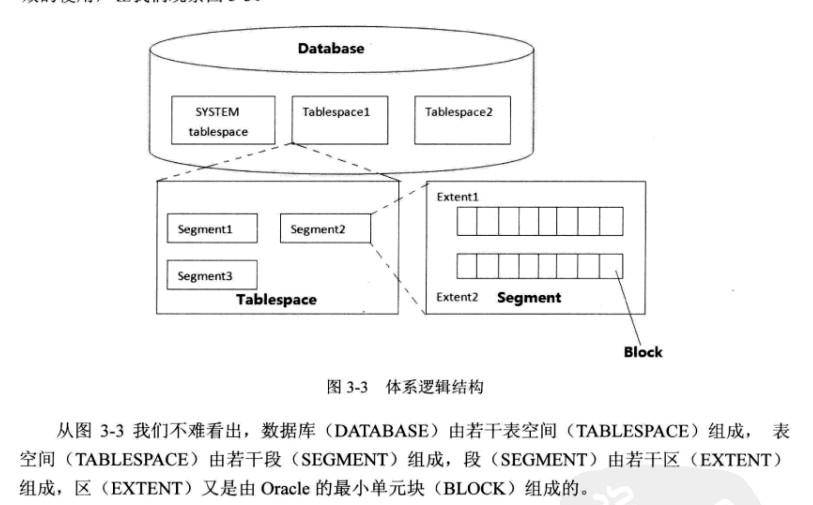 Database
SYSTEM
tablespace
Tablespace1
Tablespace2
Segment1
Segment2
Segment3
Tablespace
Extent1
Extent2
Segment
Block
图 3-3 体系逻辑结构
从图 3-3 我们不难看出，数据库（DATABASE）由若干表空间（TABLESPACE）组成， 表
空间（TABLESPACE）由若干段（SEGMENT）组成，段（SEGMENT）由若干区（EXTENT）
组成，区（EXTENT）又是由 Oracle 的最小单元块（BLOCK）组成的。